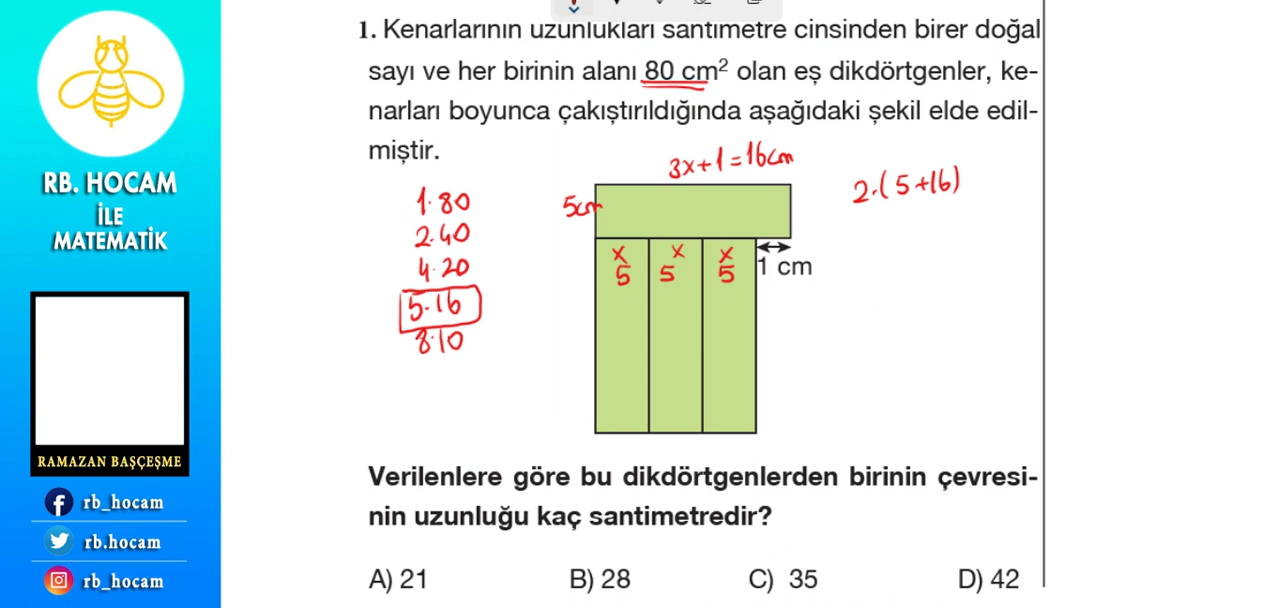 RB. HOCAM
İLE
MATEMATİK
RAMAZAN BAŞÇEŞME
rb_hocam
rb.hocam
rb_hocam
1. Kenarlarının uzunlukları santimetre cinsinden birer doğal
sayı ve her birinin alanı 80 cm² olan eş dikdörtgenler, ke-
narları boyunca çakıştırıldığında aşağıdaki şekil elde edil-
miştir.
3x+1=16cm
2.(5+16)
1.80
2.40
4.20
5.16
8.10
5cm
x x x
5 5 5
1 cm
Verilenlere göre bu dikdörtgenlerden birinin çevresi-
nin uzunluğu kaç santimetredir?
A) 21 B) 28 C) 35 D) 42